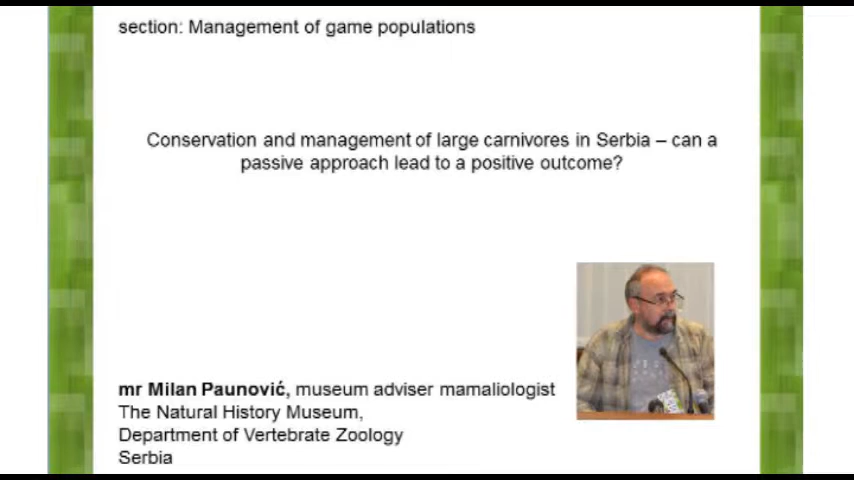 section: Management of game populations
Conservation and management of large carnivores in Serbia – can a
passive approach lead to a positive outcome?
mr Milan Paunović, museum adviser mamaliologist
The Natural History Museum,
Department of Vertebrate Zoology
Serbia